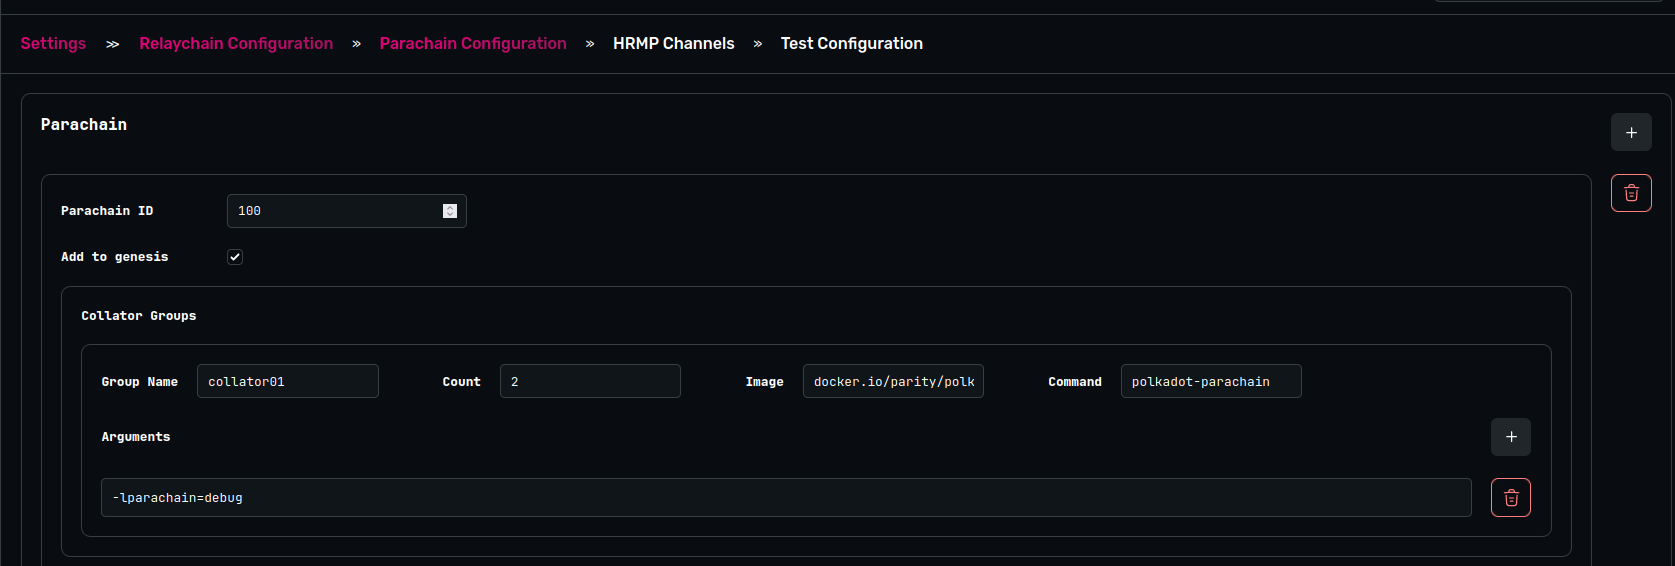 Settings » Relaychain Configuration » Parachain Configuration » HRMP Channels » Test Configuration
Parachain
+
Parachain ID 100
Add to genesis
Collator Groups
Group Name collator01 Count 2 Image docker.io/parity/polk Command polkadot-parachain
Arguments +
-lparachain=debug